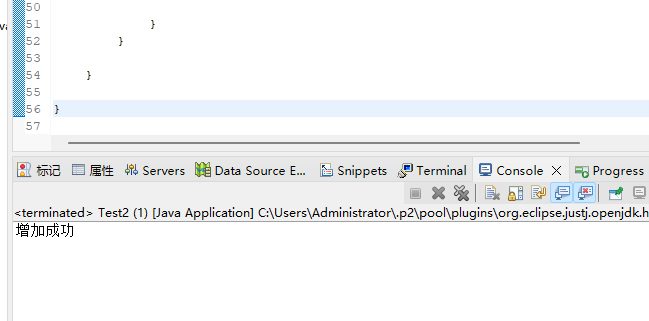 50
51 }
52 }
53
54 }
55
56 }
57
标记 属性 Servers Data Source E... Snippets Terminal Console Progress
<terminated> Test2 (1) [Java Application] C:\Users\Administrator\.p2\pool\plugins\org.eclipse.justj.openjdk.h
增加成功